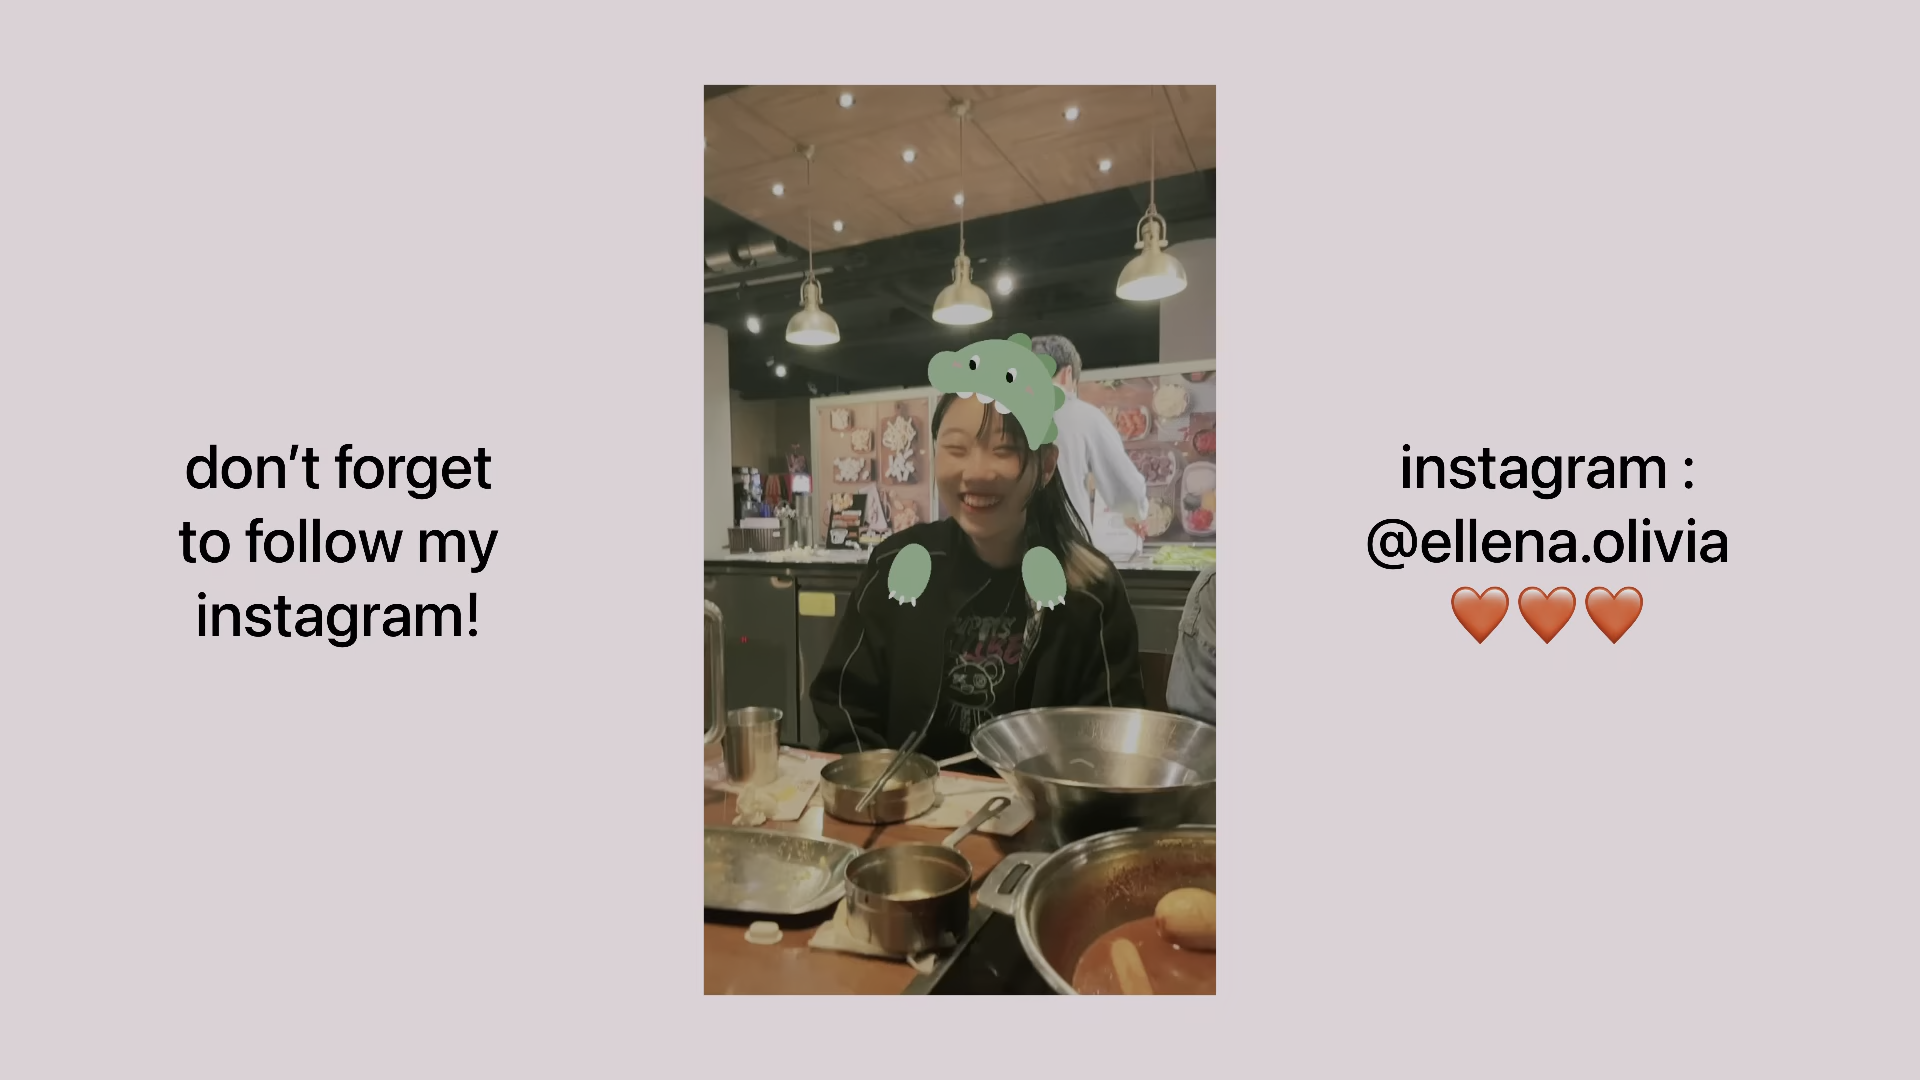 don’t forget
to follow my
instagram!
instagram :
@ellena.olivia
❤️❤️❤️